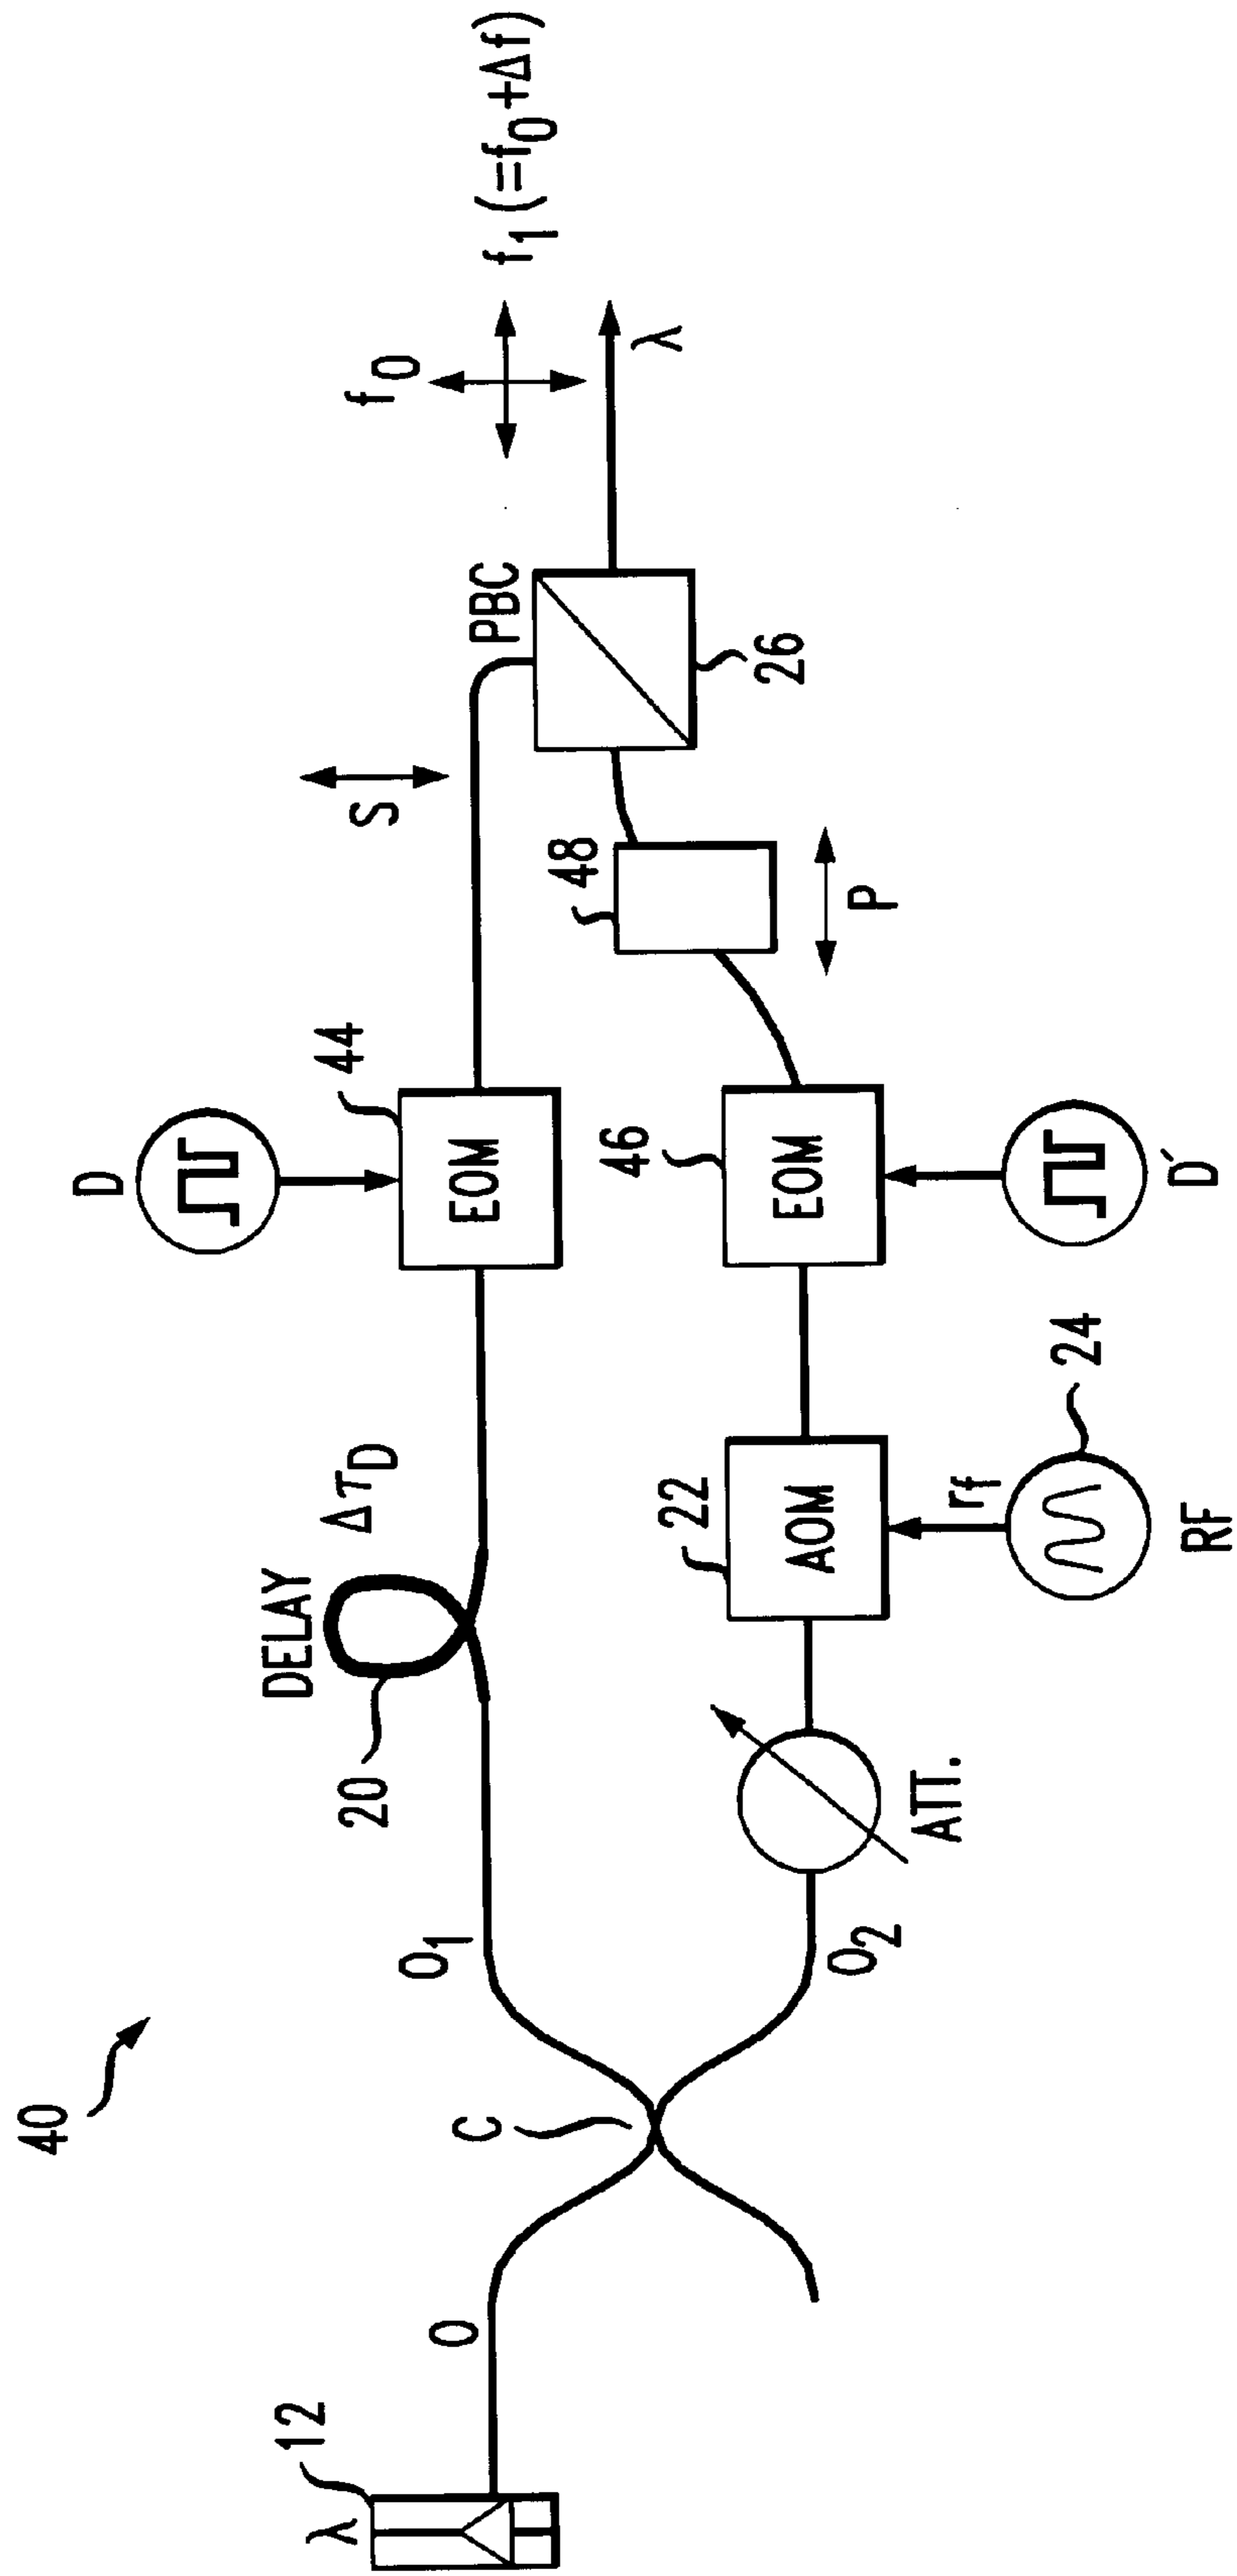 40
λ
12
O
C
O₁
O₂
20
DELAY
ΔτD
ATT.
AOM
22
rf
24
RF
D
EOM
44
EOM
46
D′
S
48
P
PBC
26
f₀
f₁ (=f₀+Δf)
λ